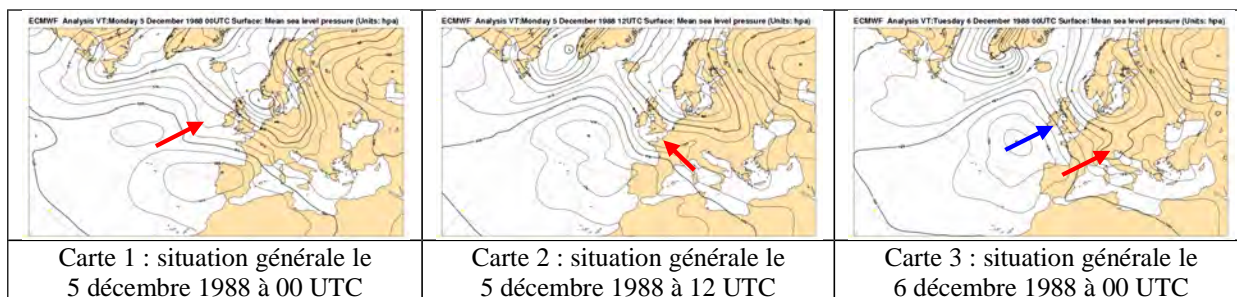 ECMWF Analysis VT:Monday 5 December 1988 00UTC Surface: Mean sea level pressure (Units: hpa)
ECMWF Analysis VT:Monday 5 December 1988 12UTC Surface: Mean sea level pressure (Units: hpa)
ECMWF Analysis VT:Tuesday 6 December 1988 00UTC Surface: Mean sea level pressure (Units: hpa)
Carte 1 : situation générale le
5 décembre 1988 à 00 UTC
Carte 2 : situation générale le
5 décembre 1988 à 12 UTC
Carte 3 : situation générale le
6 décembre 1988 à 00 UTC